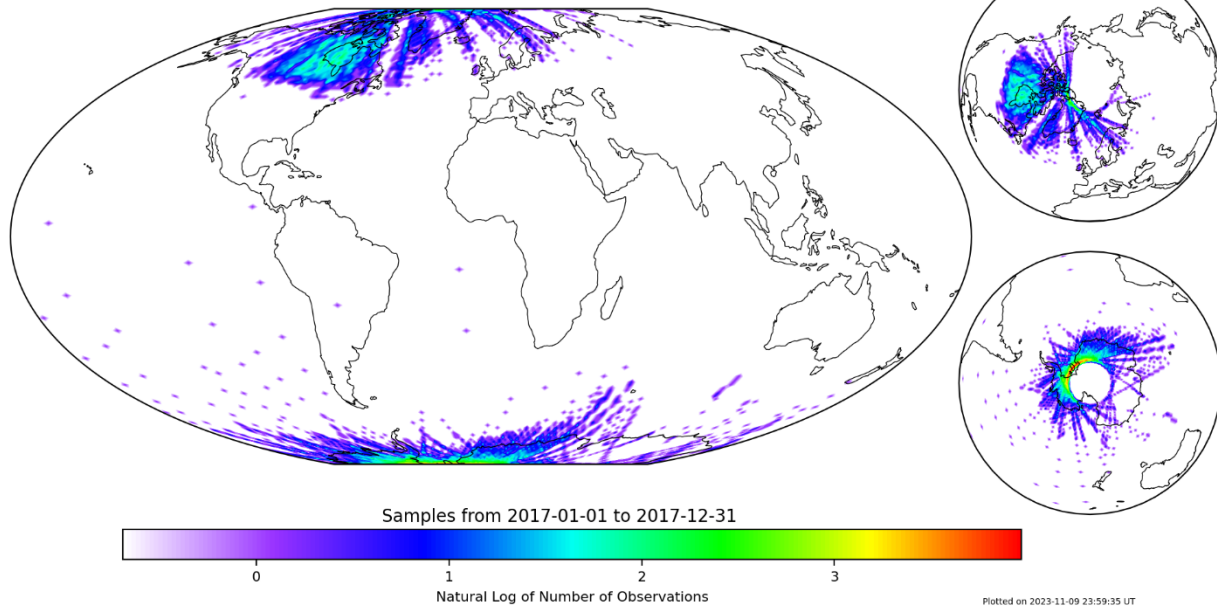 Samples from 2017-01-01 to 2017-12-31
0 1 2 3
Natural Log of Number of Observations
Plotted on 2023-11-09 23:59:35 UT